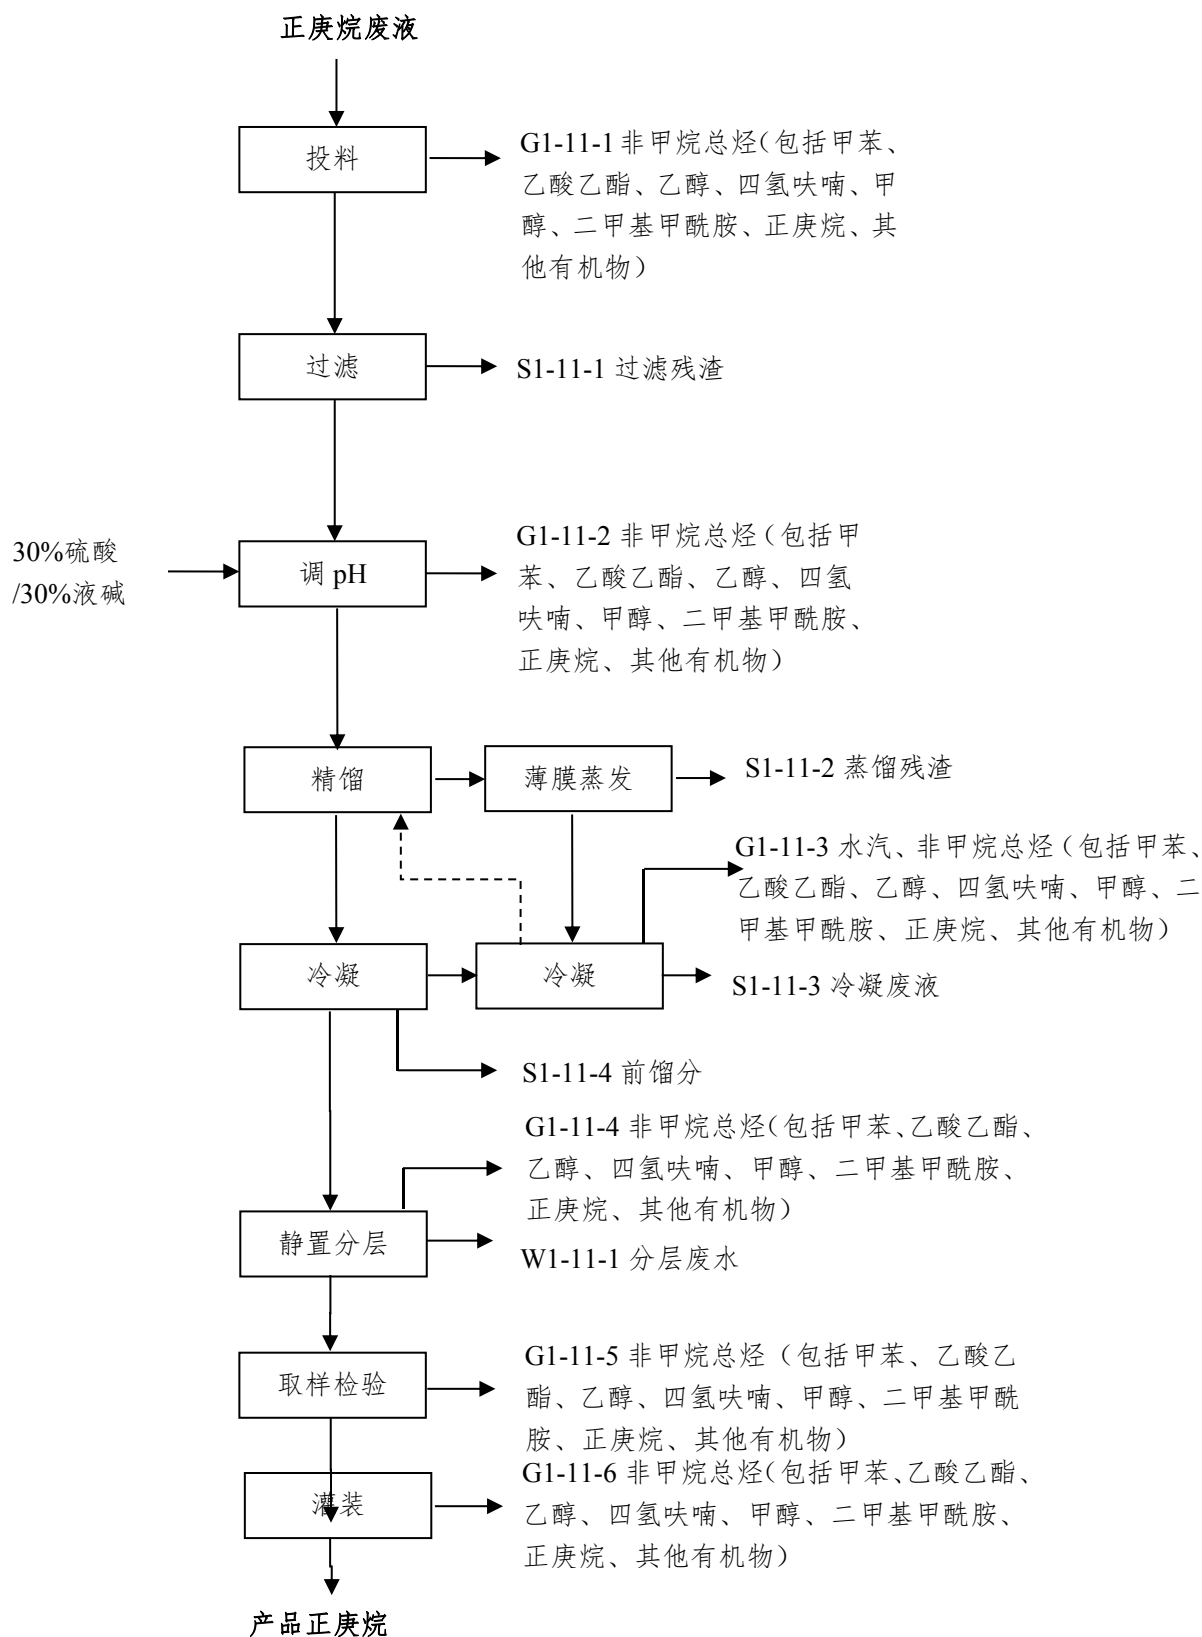 正庚烷废液
投料
G1-11-1 非甲烷总烃（包括甲苯、
乙酸乙酯、乙醇、四氢呋喃、甲
醇、二甲基甲酰胺、正庚烷、其
他有机物）
过滤
S1-11-1 过滤残渣
30%硫酸
/30%液碱
调 pH
G1-11-2 非甲烷总烃（包括甲
苯、乙酸乙酯、乙醇、四氢
呋喃、甲醇、二甲基甲酰胺、
正庚烷、其他有机物）
精馏
薄膜蒸发
S1-11-2 蒸馏残渣
G1-11-3 水汽、非甲烷总烃（包括甲苯、
乙酸乙酯、乙醇、四氢呋喃、甲醇、二
甲基甲酰胺、正庚烷、其他有机物）
冷凝
冷凝
S1-11-3 冷凝废液
S1-11-4 前馏分
G1-11-4 非甲烷总烃（包括甲苯、乙酸乙酯、
乙醇、四氢呋喃、甲醇、二甲基甲酰胺、
正庚烷、其他有机物）
静置分层
W1-11-1 分层废水
取样检验
G1-11-5 非甲烷总烃（包括甲苯、乙酸乙
酯、乙醇、四氢呋喃、甲醇、二甲基甲酰
胺、正庚烷、其他有机物）
灌装
G1-11-6 非甲烷总烃（包括甲苯、乙酸乙酯、
乙醇、四氢呋喃、甲醇、二甲基甲酰胺、
正庚烷、其他有机物）
产品正庚烷